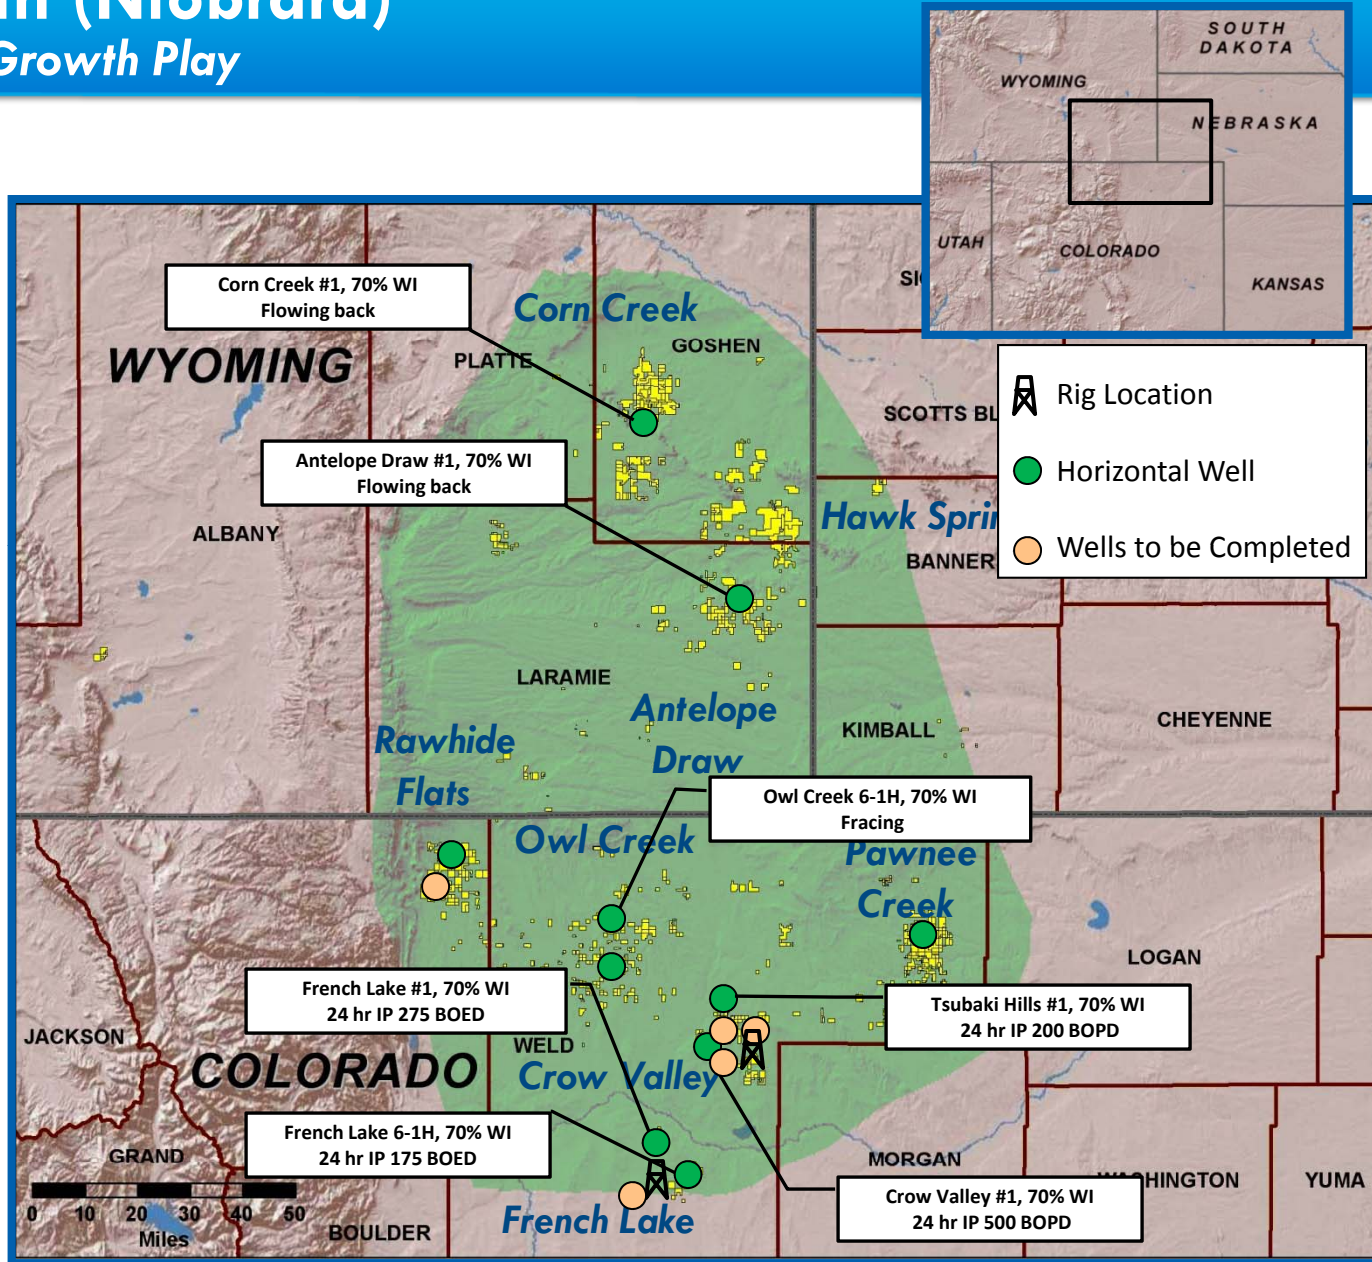 (Niobrara)
Growth Play
SOUTH
DAKOTA
WYOMING
NEBRASKA
UTAH
COLORADO
KANSAS
Rig Location
Horizontal Well
Wells to be Completed
Corn Creek #1, 70% WI
Flowing back
Corn Creek
GOSHEN
PLATTE
WYOMING
SCOTTS BL
Antelope Draw #1, 70% WI
Flowing back
ALBANY
Hawk Sprin
BANNER
LARAMIE
Antelope
Draw
KIMBALL
CHEYENNE
Rawhide
Flats
Owl Creek 6-1H, 70% WI
Fracing
Owl Creek
Pawnee
Creek
LOGAN
French Lake #1, 70% WI
24 hr IP 275 BOED
Tsubaki Hills #1, 70% WI
24 hr IP 200 BOPD
JACKSON
COLORADO
WELD
Crow Valley
French Lake 6-1H, 70% WI
24 hr IP 175 BOED
GRAND
MORGAN
HINGTON
YUMA
Crow Valley #1, 70% WI
24 hr IP 500 BOPD
0 10 20 30 40 50
Miles
BOULDER
French Lake